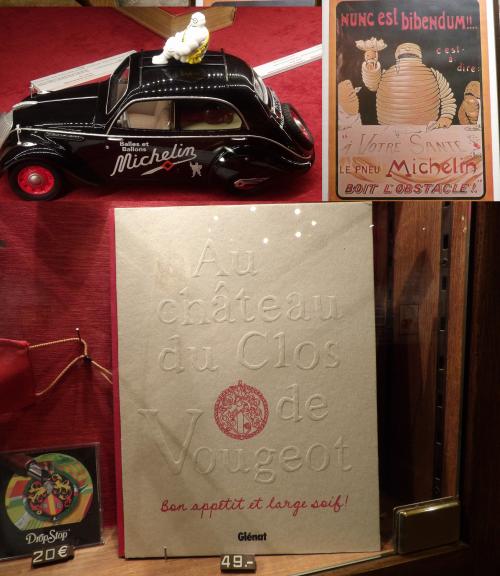 Balles et
Ballons
Michelin
NUNC est BIBENDUM!!..
c'est-
à-
dire:
à Votre Santé
LE PNEU Michelin
BOIT L'OBSTACLE!!
Au
château
du Clos
de
Vougeot
Bon appétit et large soif!
Glénat
DropStop
20€
49.-